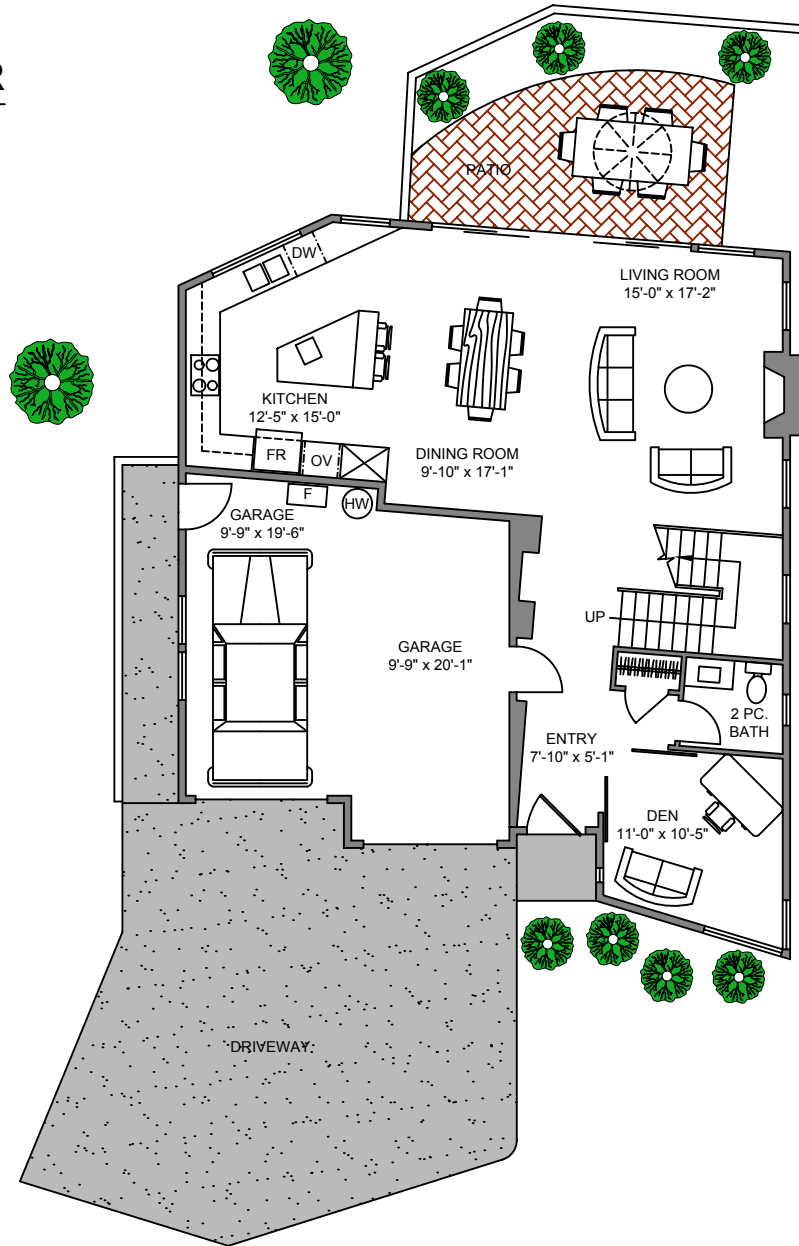 R
PATIO
DW
LIVING ROOM
15'-0" x 17'-2"
KITCHEN
12'-5" x 15'-0"
DINING ROOM
9'-10" x 17'-1"
FR
OV
F
HW
GARAGE
9'-9" x 19'-6"
GARAGE
9'-9" x 20'-1"
UP
2 PC.
BATH
ENTRY
7'-10" x 5'-1"
DEN
11'-0" x 10'-5"
DRIVEWAY